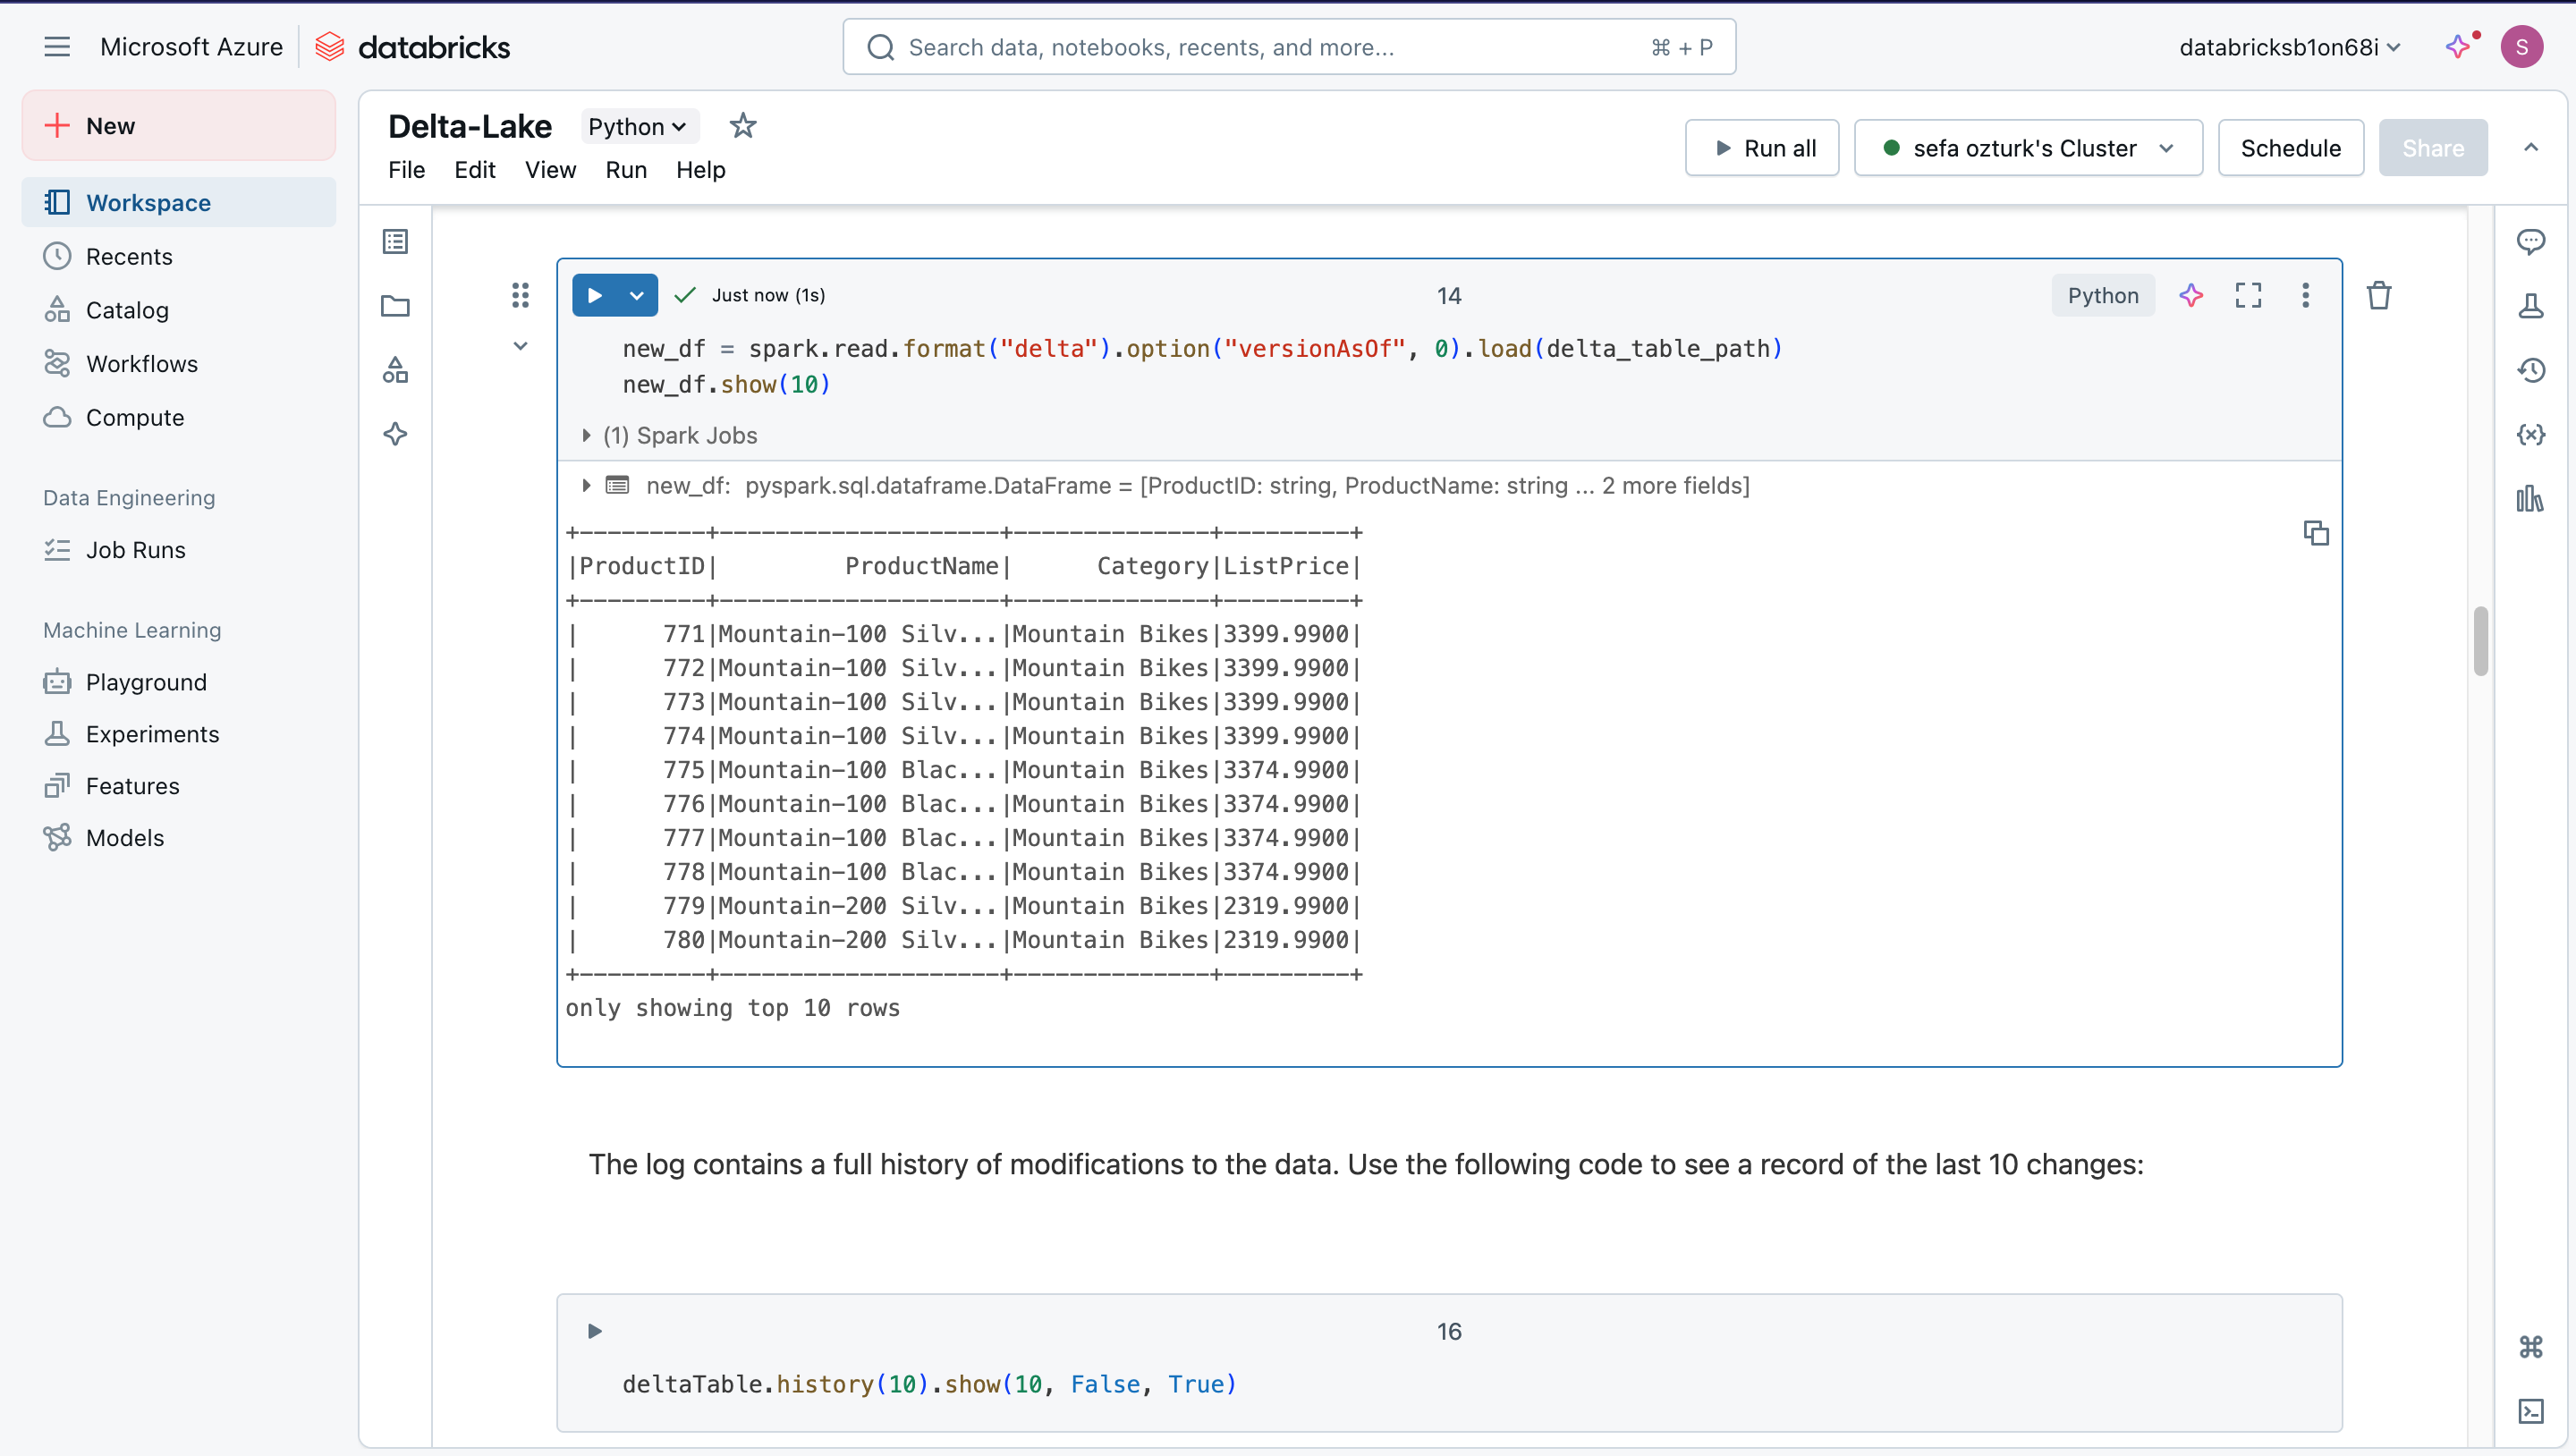 Microsoft Azure databricks
Search data, notebooks, recents, and more... ⌘ + P
databricksb1on68i
S
New
Workspace
Recents
Catalog
Workflows
Compute
Data Engineering
Job Runs
Machine Learning
Playground
Experiments
Features
Models
Delta-Lake Python
File Edit View Run Help
Run all
sefa ozturk's Cluster
Schedule
Share
Just now (1s)
14
Python
new_df = spark.read.format("delta").option("versionAsOf", 0).load(delta_table_path)
new_df.show(10)
(1) Spark Jobs
new_df: pyspark.sql.dataframe.DataFrame = [ProductID: string, ProductName: string ... 2 more fields]
+---------+--------------------+--------------+---------+
|ProductID|         ProductName|      Category|ListPrice|
+---------+--------------------+--------------+---------+
|      771|Mountain-100 Silv...|Mountain Bikes|3399.9900|
|      772|Mountain-100 Silv...|Mountain Bikes|3399.9900|
|      773|Mountain-100 Silv...|Mountain Bikes|3399.9900|
|      774|Mountain-100 Silv...|Mountain Bikes|3399.9900|
|      775|Mountain-100 Blac...|Mountain Bikes|3374.9900|
|      776|Mountain-100 Blac...|Mountain Bikes|3374.9900|
|      777|Mountain-100 Blac...|Mountain Bikes|3374.9900|
|      778|Mountain-100 Blac...|Mountain Bikes|3374.9900|
|      779|Mountain-200 Silv...|Mountain Bikes|2319.9900|
|      780|Mountain-200 Silv...|Mountain Bikes|2319.9900|
+---------+--------------------+--------------+---------+
only showing top 10 rows
The log contains a full history of modifications to the data. Use the following code to see a record of the last 10 changes:
16
deltaTable.history(10).show(10, False, True)